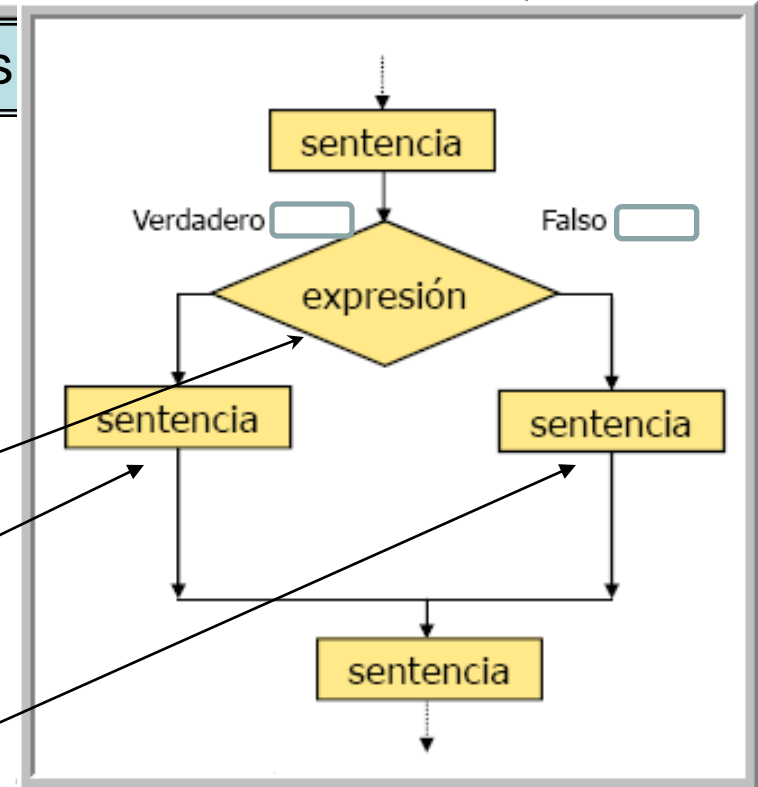 s
sentencia
Verdadero
Falso
expresión
sentencia
sentencia
sentencia